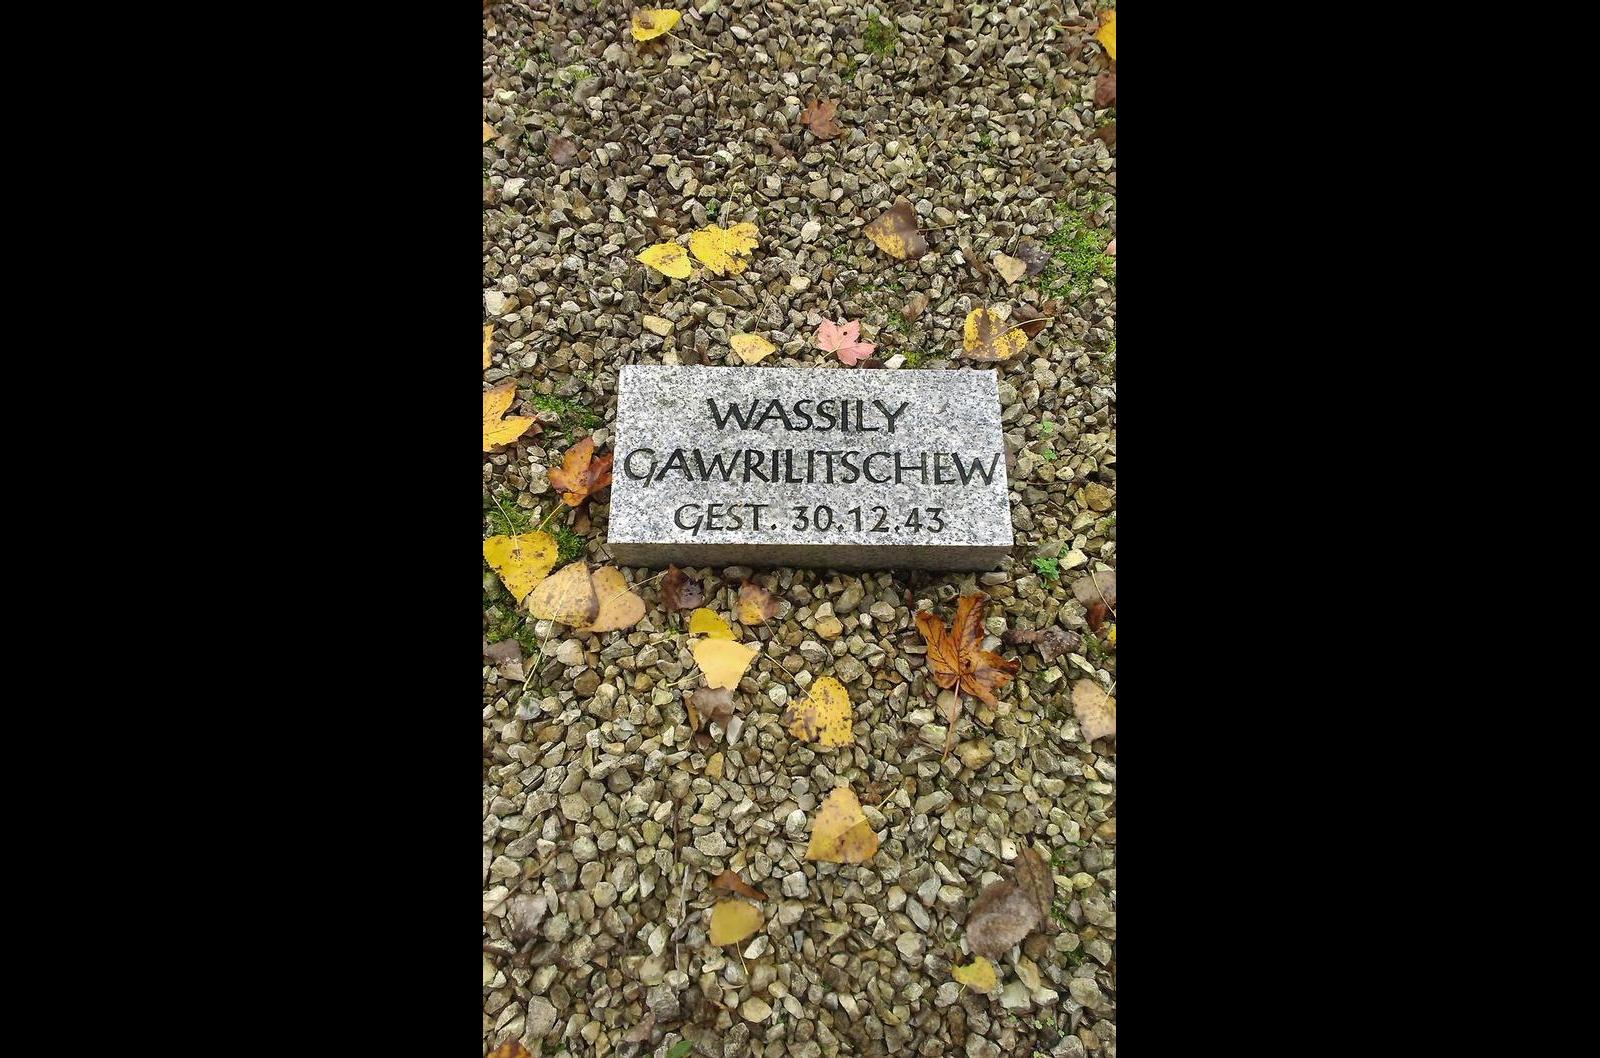 WASSILY
GAWRILITSCHEW
GEST. 30.12.43